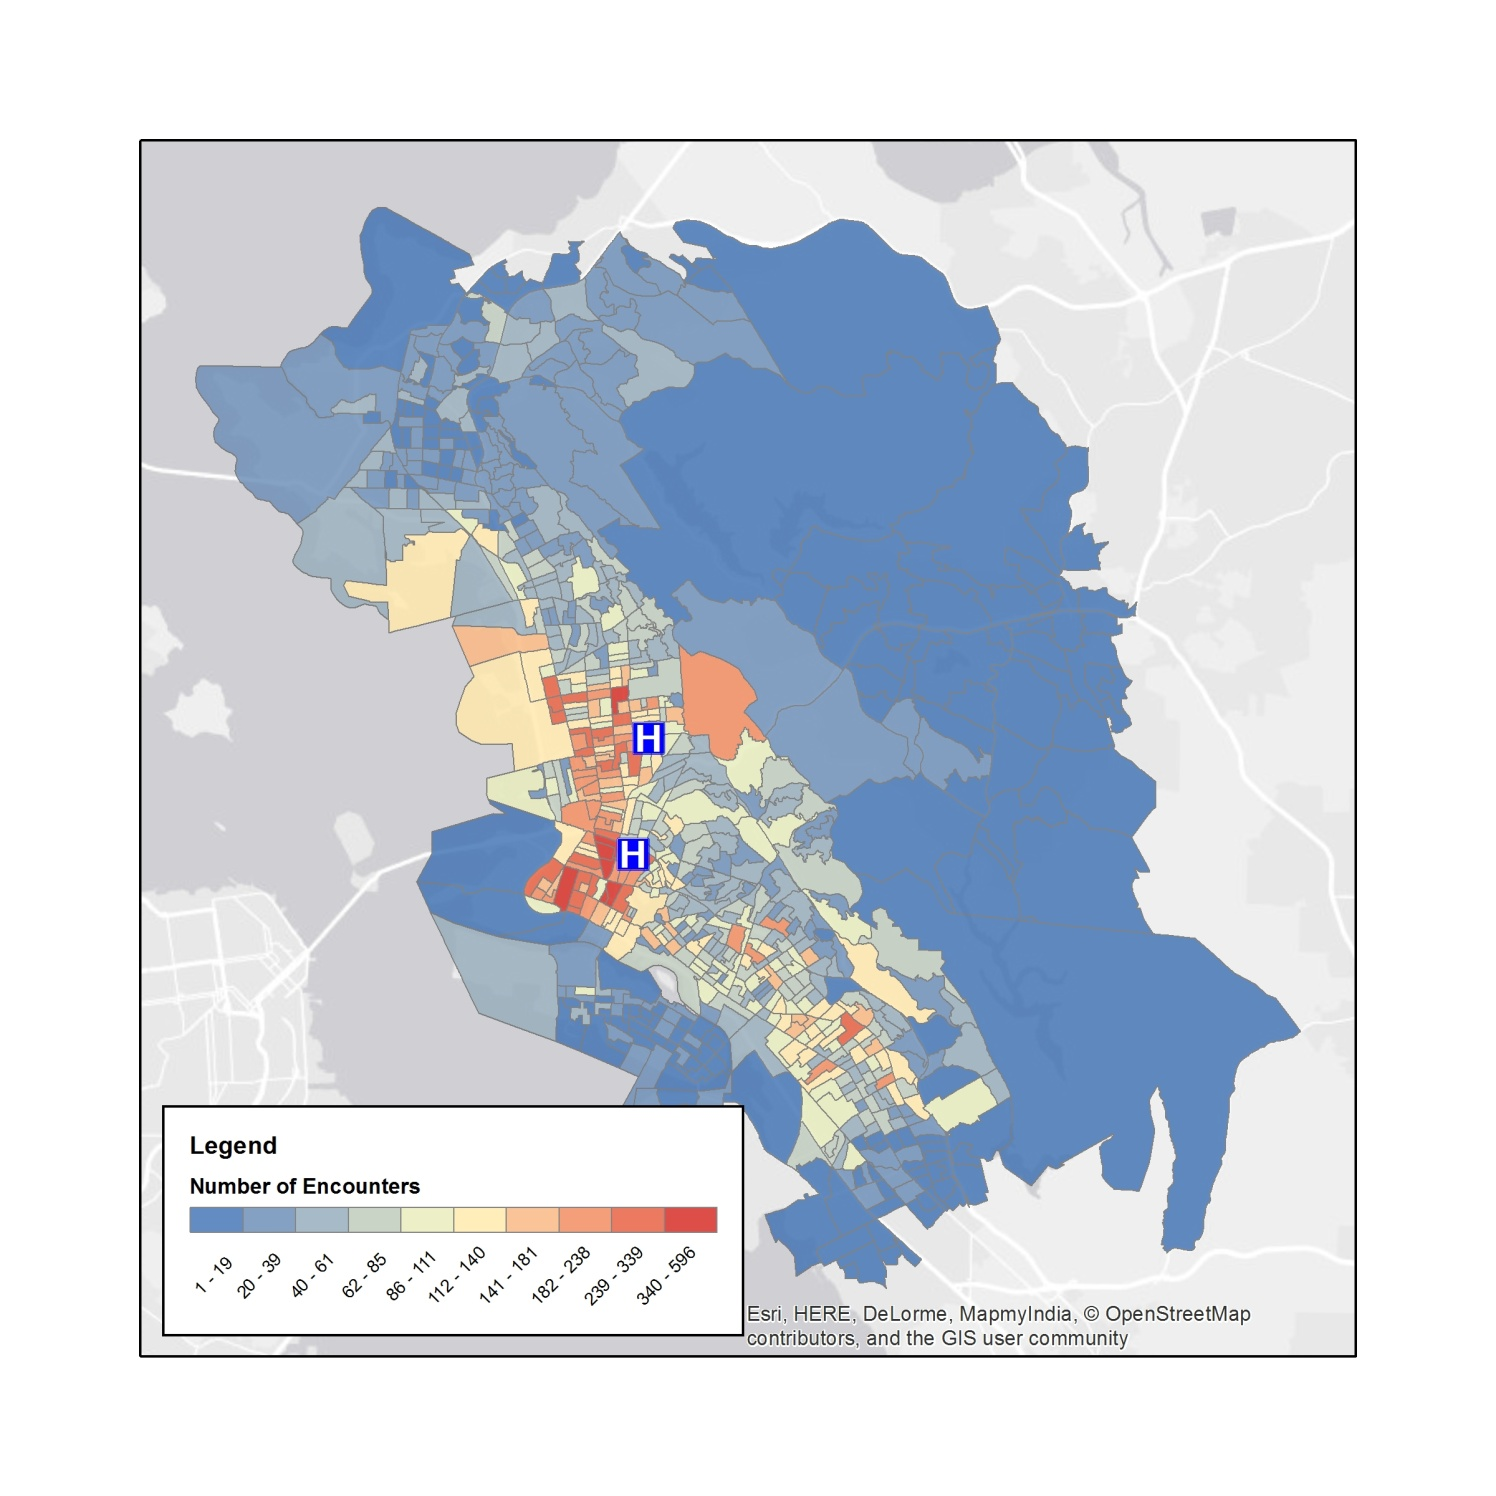 H
H
Legend
Number of Encounters
1 - 19
20 - 39
40 - 61
62 - 85
86 - 111
112 - 140
141 - 181
182 - 238
239 - 339
340 - 596
Esri, HERE, DeLorme, MapmyIndia, © OpenStreetMap
contributors, and the GIS user community